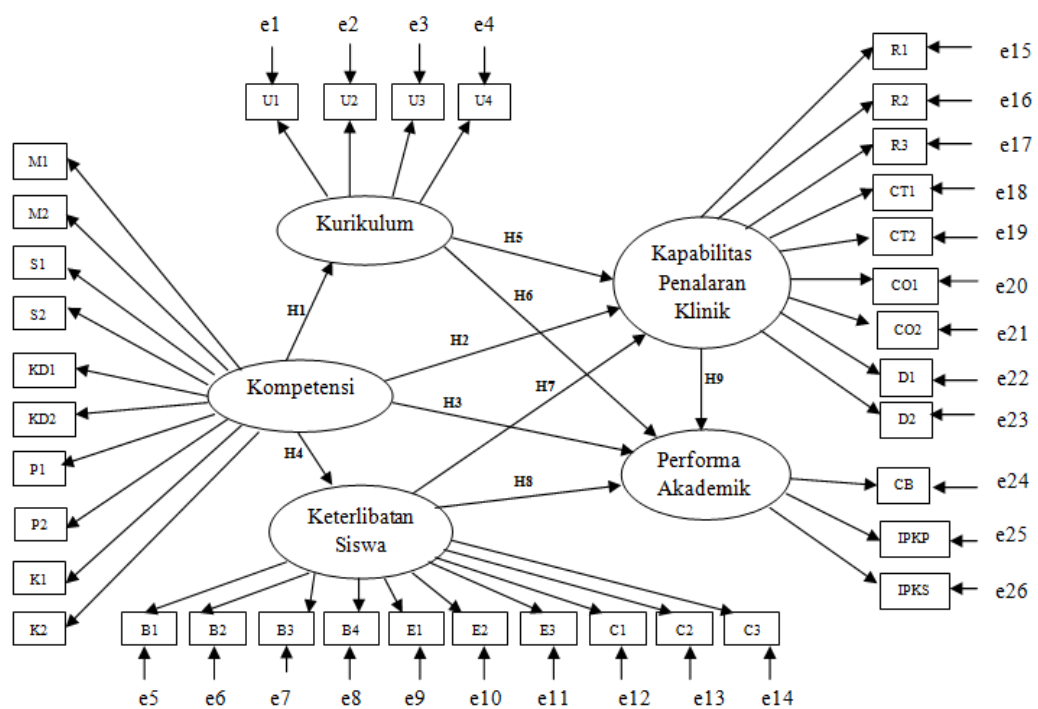 e1 e2 e3 e4
U1 U2 U3 U4
R1 e15
R2 e16
R3 e17
CT1 e18
CT2 e19
CO1 e20
CO2 e21
D1 e22
D2 e23
M1
M2
S1
S2
KD1
KD2
P1
P2
K1
K2
Kurikulum
Kapabilitas
Penalaran
Klinik
Kompetensi
Performa
Akademik
Keterlibatan
Siswa
H1
H2
H3
H4
H5
H6
H7
H8
H9
CB e24
IPKP e25
IPKS e26
B1 B2 B3 B4 E1 E2 E3 C1 C2 C3
e5 e6 e7 e8 e9 e10 e11 e12 e13 e14